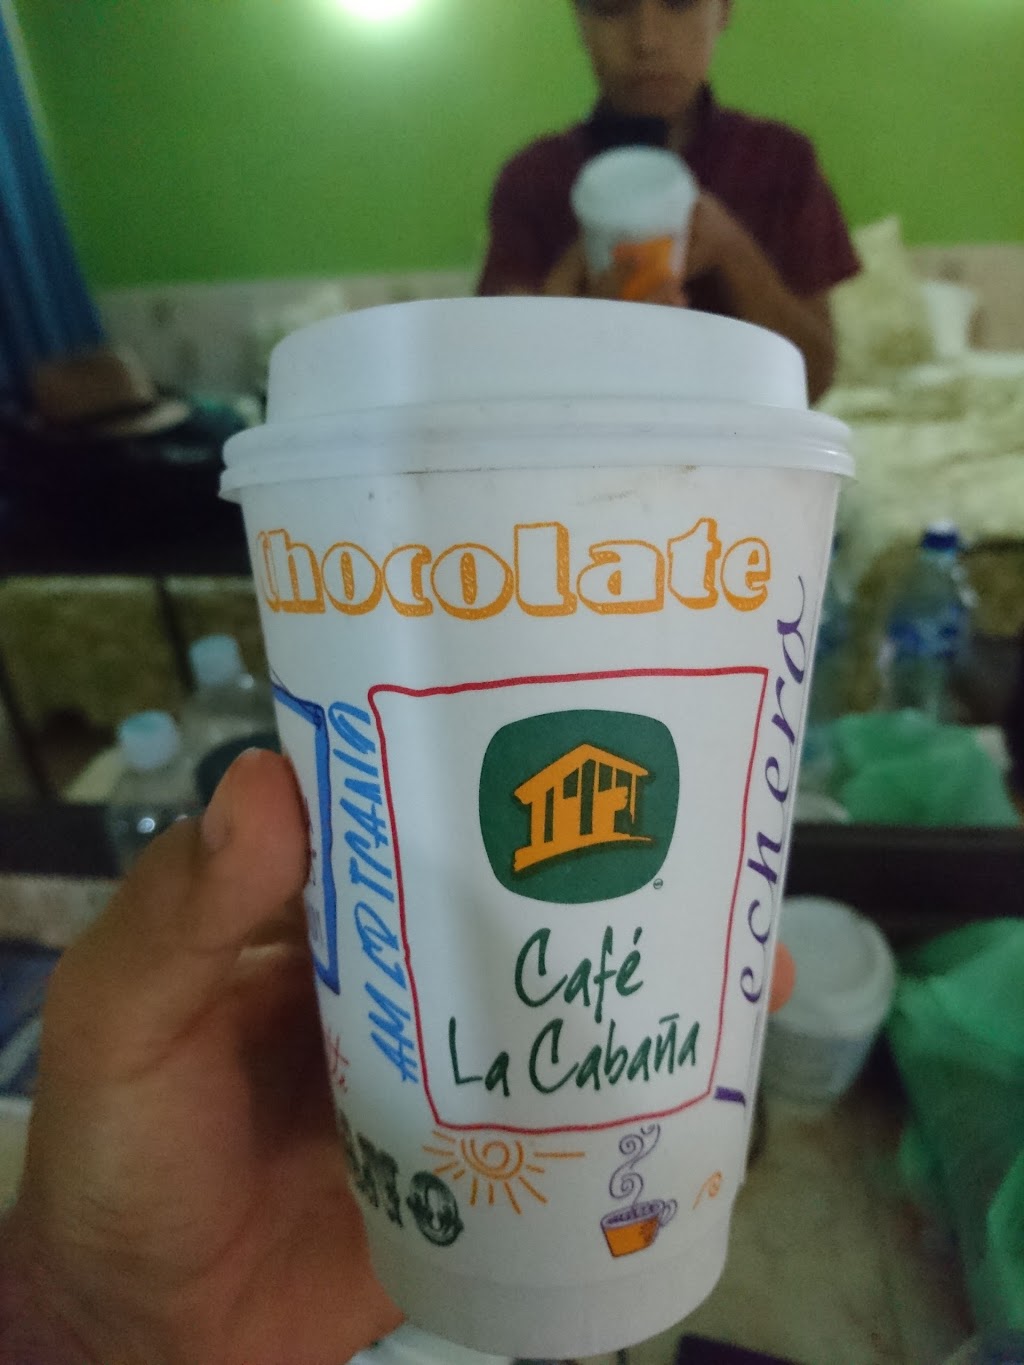 Chocolate
Lechero
AMERICANO
Café
La Cabaña